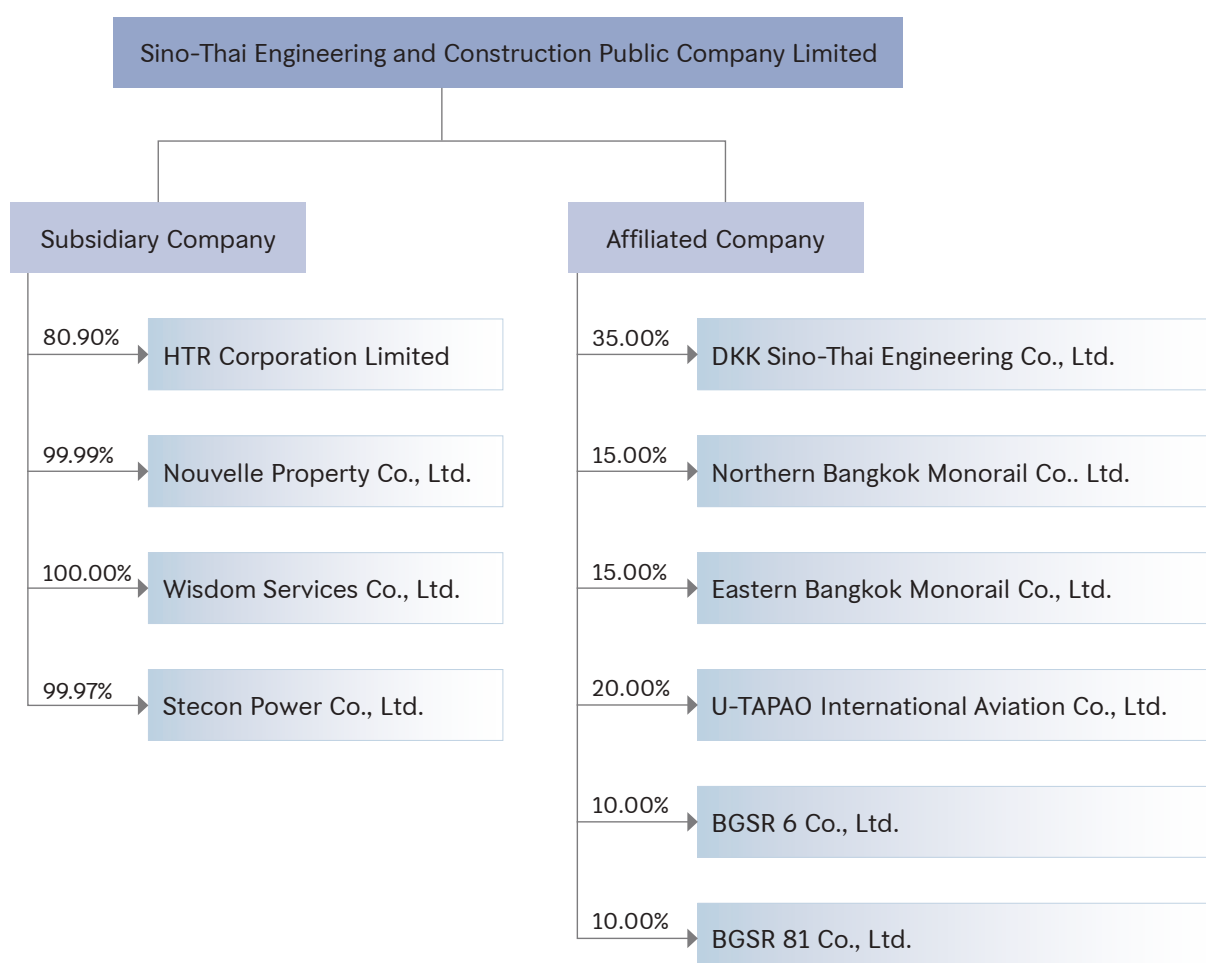 Sino-Thai Engineering and Construction Public Company Limited
Subsidiary Company
80.90%
HTR Corporation Limited
99.99%
Nouvelle Property Co., Ltd.
100.00%
Wisdom Services Co., Ltd.
99.97%
Stecon Power Co., Ltd.
Affiliated Company
35.00%
DKK Sino-Thai Engineering Co., Ltd.
15.00%
Northern Bangkok Monorail Co.. Ltd.
15.00%
Eastern Bangkok Monorail Co., Ltd.
20.00%
U-TAPAO International Aviation Co., Ltd.
10.00%
BGSR 6 Co., Ltd.
10.00%
BGSR 81 Co., Ltd.